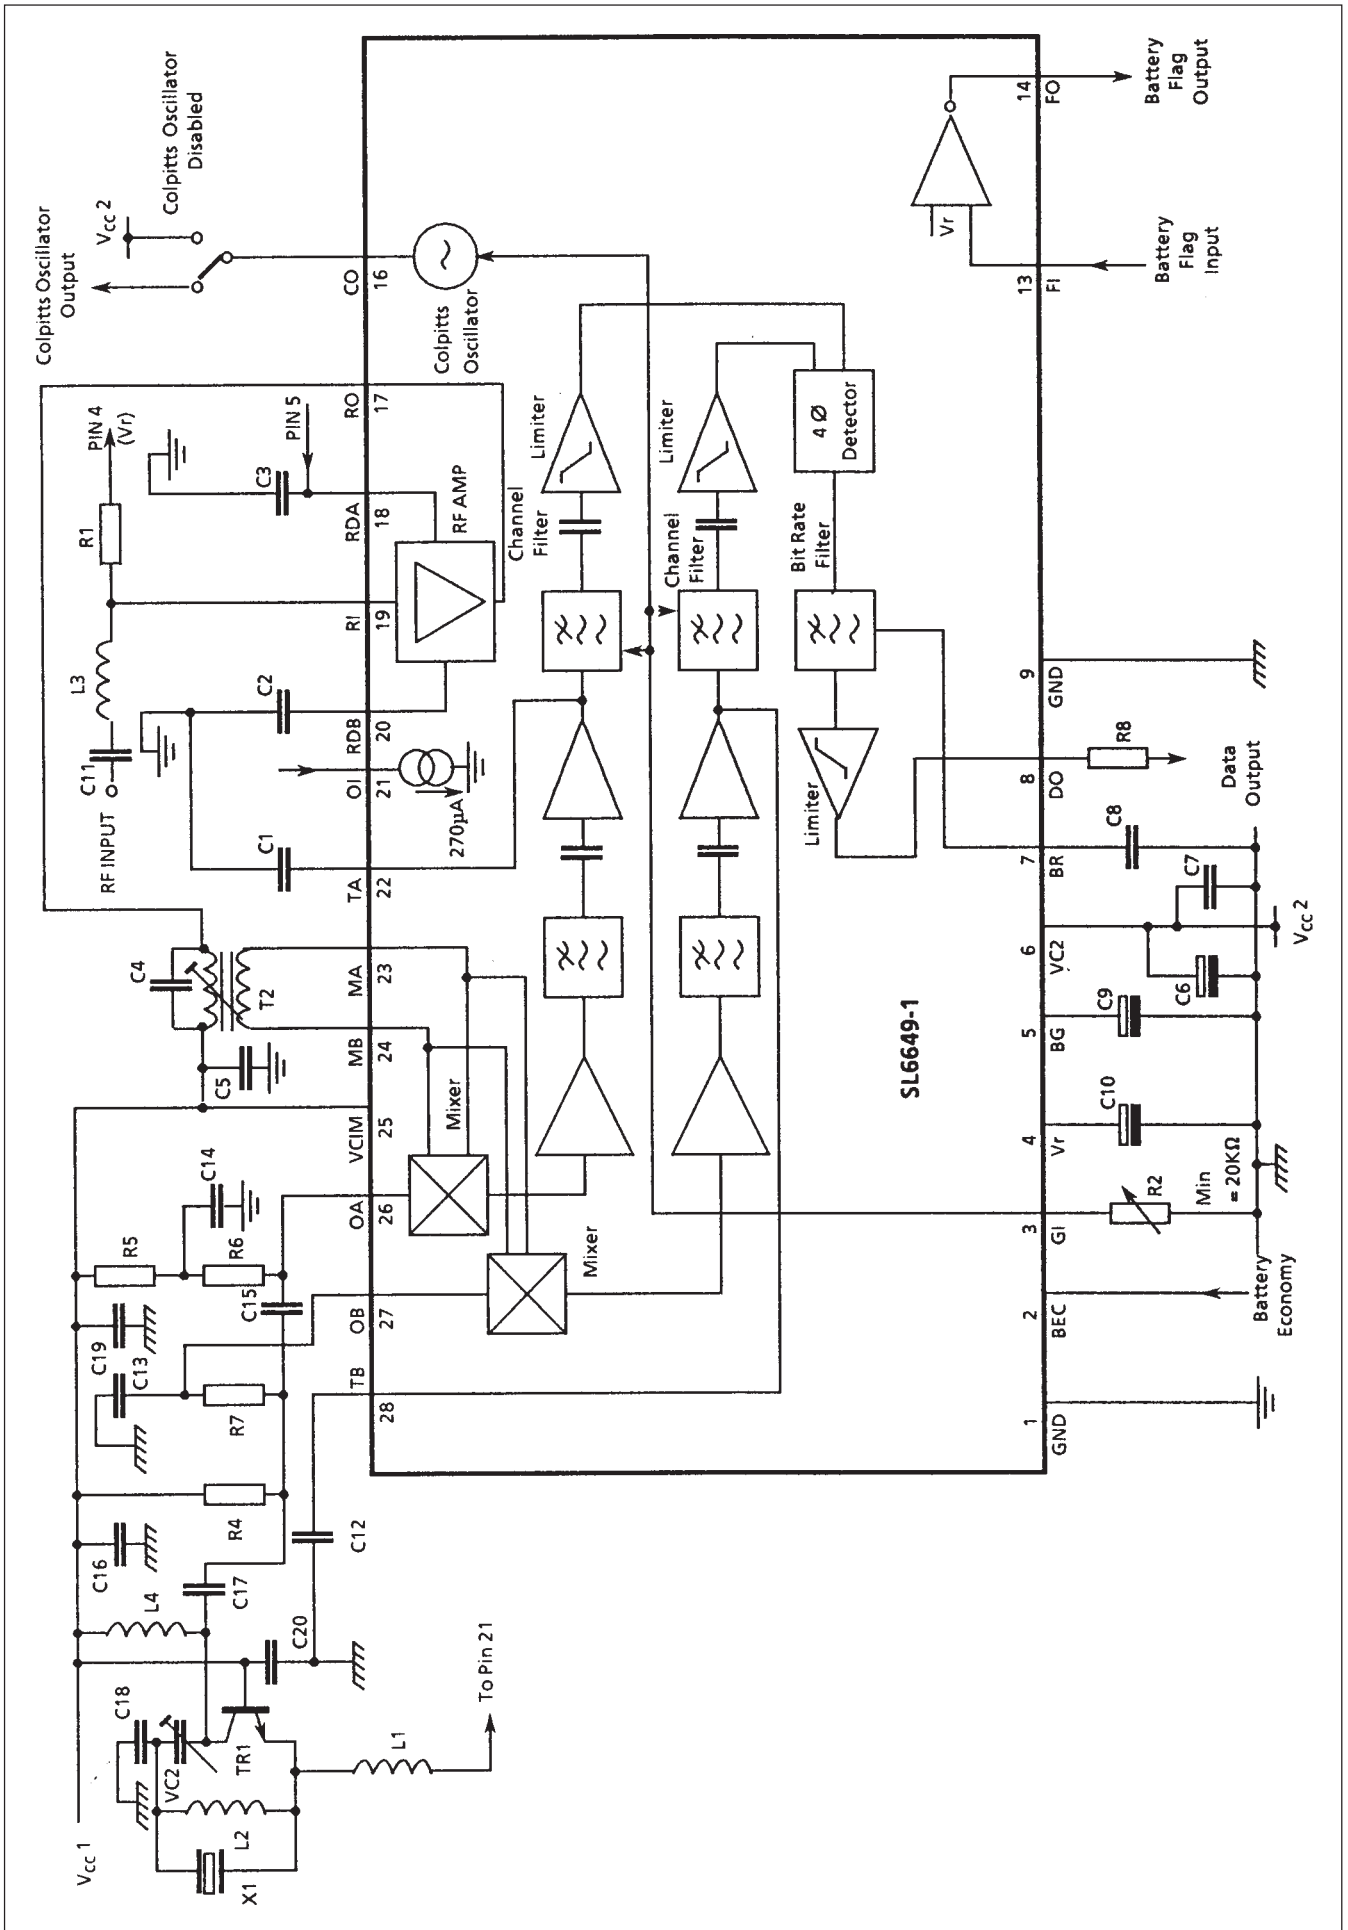 Colpitts Oscillator
Output
Vcc 2
Colpitts Oscillator
Disabled
PIN 4
(Vr)
R1
L3
C11
RF INPUT
C3
PIN 5
C2
C1
C4
T2
C5
C14
R5
R6
C15
C19
C13
R7
R4
C16
C17
L4
C12
C20
C18
VC2
TR1
L2
X1
L1
To Pin 21
Vcc 1
TB
28
OB
27
OA
26
VCIM
25
MB
24
MA
23
TA
22
OI
21
RDB
20
RI
19
RDA
18
RO
17
CO
16
270µA
RF AMP
Colpitts
Oscillator
Mixer
Mixer
Channel
Filter
Limiter
Channel
Filter
Limiter
4 Ø
Detector
Bit Rate
Filter
Limiter
Vr
SL6649-1
1
GND
2
BEC
3
GI
4
Vr
5
BG
6
VC2
7
BR
8
DO
9
GND
13
FI
14
FO
Battery
Economy
R2
Min
= 20KΩ
C10
C9
C6
C7
Vcc 2
C8
R8
Data
Output
Battery
Flag
Input
Battery
Flag
Output